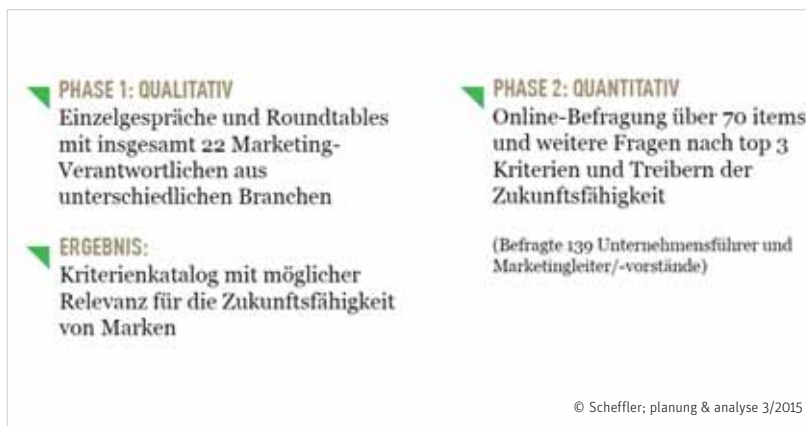 PHASE 1: QUALITATIV
Einzelgespräche und Roundtables
mit insgesamt 22 Marketing-
Verantwortlichen aus
unterschiedlichen Branchen
ERGEBNIS:
Kriterienkatalog mit möglicher
Relevanz für die Zukunftsfähigkeit
von Marken
PHASE 2: QUANTITATIV
Online-Befragung über 70 items
und weitere Fragen nach top 3
Kriterien und Treibern der
Zukunftsfähigkeit
(Befragte 139 Unternehmensführer und
Marketingleiter/-vorstände)
© Scheffler; planung & analyse 3/2015